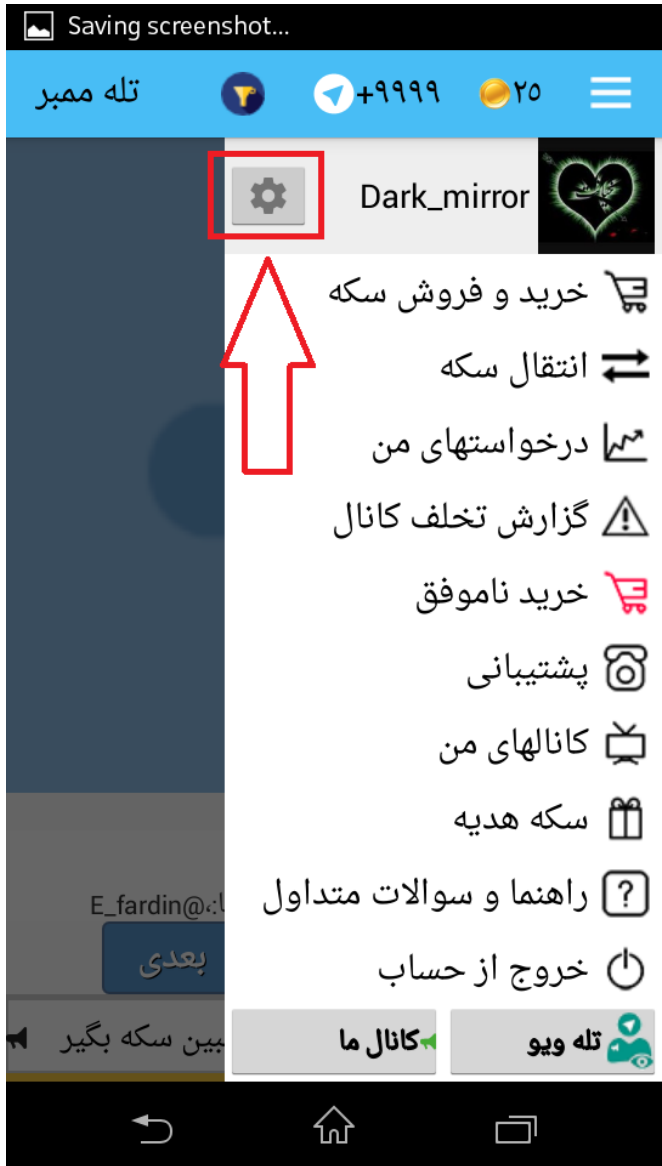 Saving screenshot...
تله ممبر
+۹۹۹۹
۲۵
Dark_mirror
خرید و فروش سکه
انتقال سکه
درخواستهای من
گزارش تخلف کانال
خرید ناموفق
پشتیبانی
کانالهای من
سکه هدیه
E_fardin@
راهنما و سوالات متداول
بعدی
خروج از حساب
ببین سکه بگیر
کانال ما
تله ویو